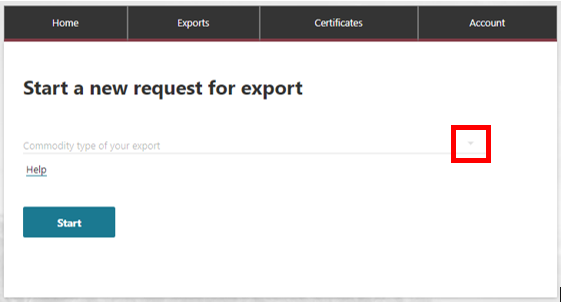 Home Exports Certificates Account
Start a new request for export
Commodity type of your export
Help
Start